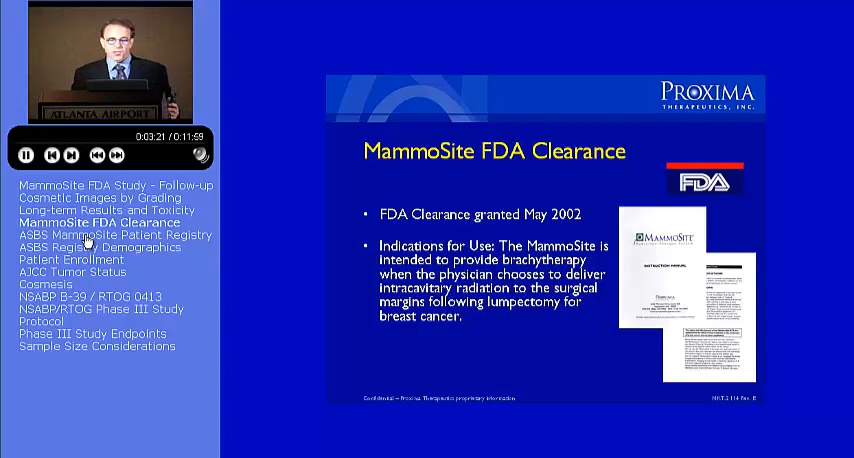 ATLANTA AIRPORT
0:03:21 / 0:11:59
MammoSite FDA Study - Follow-up
Cosmetic Images by Grading
Long-term Results and Toxicity
MammoSite FDA Clearance
ASBS MammoSite Patient Registry
ASBS Registry Demographics
Patient Enrollment
AJCC Tumor Status
Cosmesis
NSABP B-39 / RTOG 0413
NSABP/RTOG Phase III Study
Protocol
Phase III Study Endpoints
Sample Size Considerations
PROXIMA
THERAPEUTICS, INC.
MammoSite FDA Clearance
FDA
• FDA Clearance granted May 2002
• Indications for Use: The MammoSite is
intended to provide brachytherapy
when the physician chooses to deliver
intracavitary radiation to the surgical
margins following lumpectomy for
breast cancer.
MAMMOSITE
INSTRUCTION MANUAL
Confidential – Proxima Therapeutics proprietary information